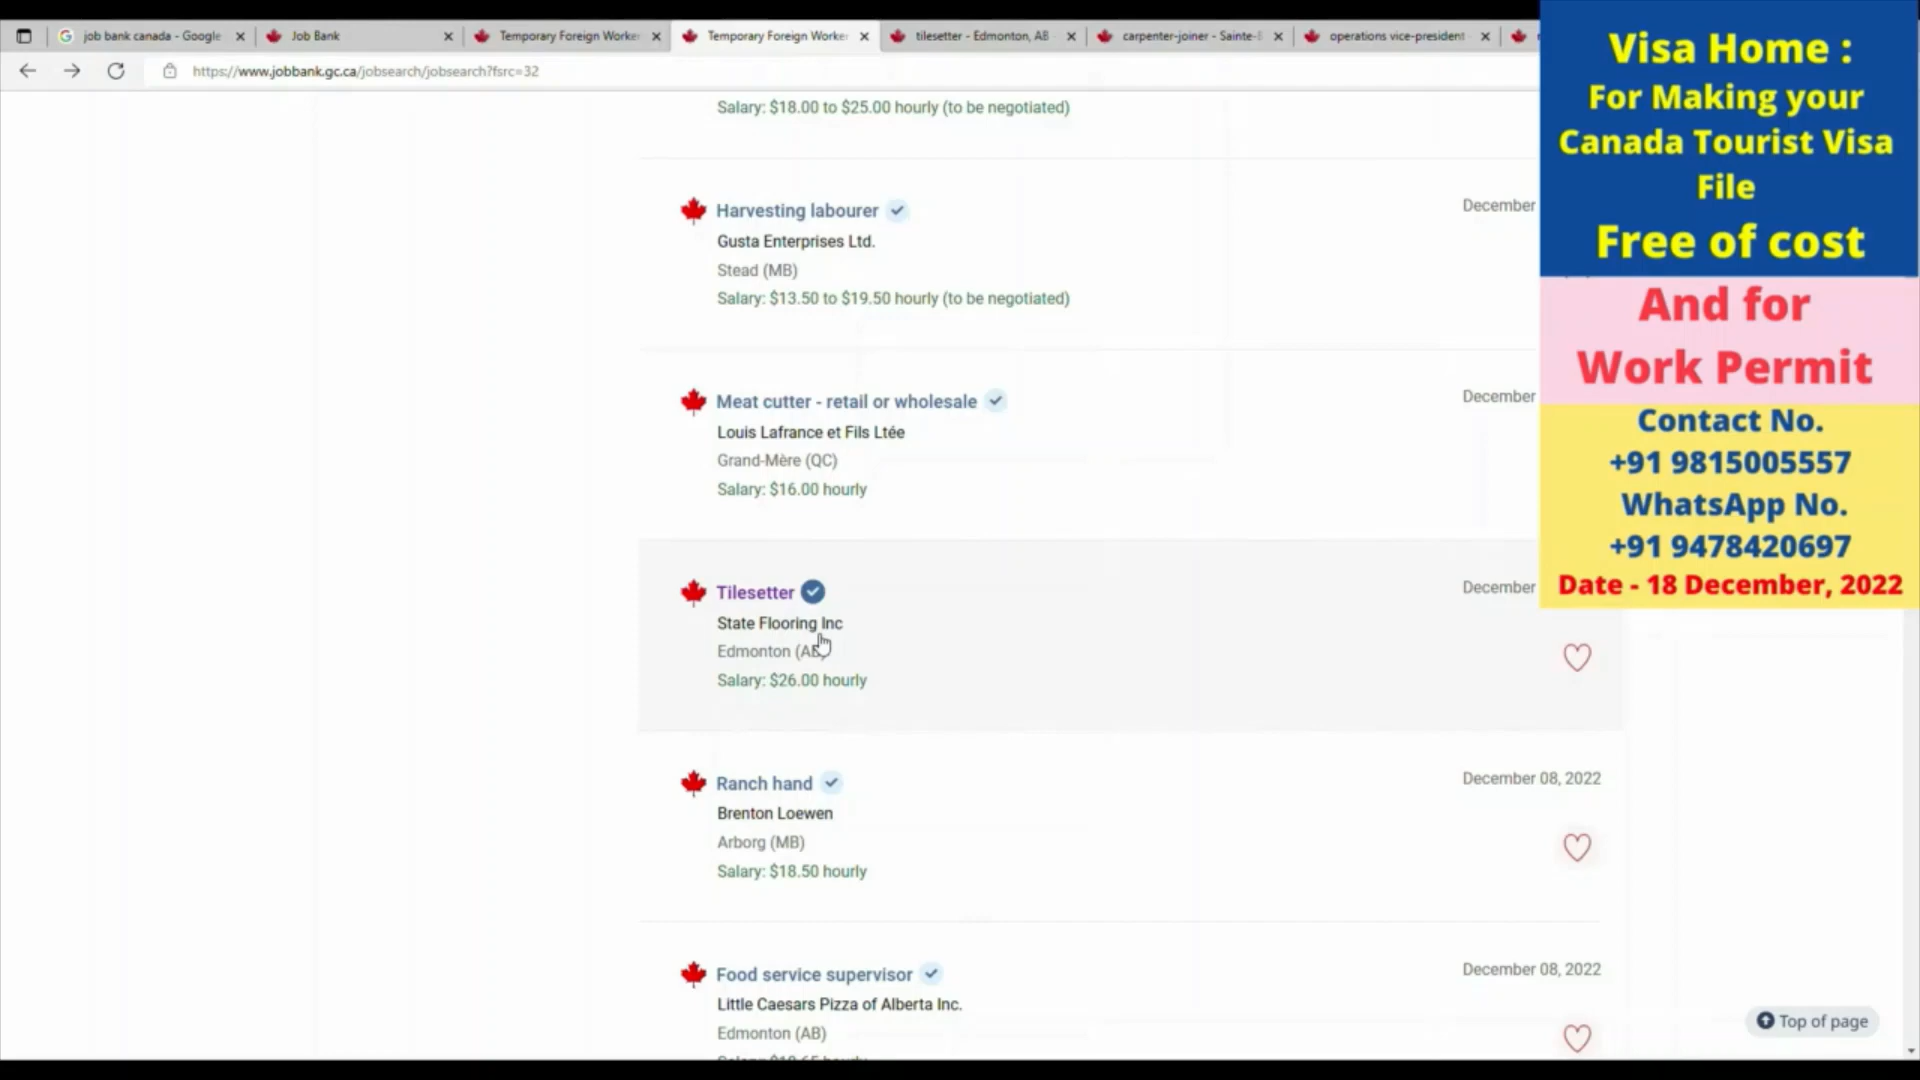 job bank canada - Google
Job Bank
Temporary Foreign Worker
Temporary Foreign Worker
tilesetter - Edmonton, AB
carpenter-joiner - Sainte-
operations vice-president
https://www.jobbank.gc.ca/jobsearch/jobsearch?fsrc=32
Salary: $18.00 to $25.00 hourly (to be negotiated)
Harvesting labourer
December
Gusta Enterprises Ltd.
Stead (MB)
Salary: $13.50 to $19.50 hourly (to be negotiated)
Meat cutter - retail or wholesale
December
Louis Lafrance et Fils Ltée
Grand-Mère (QC)
Salary: $16.00 hourly
Tilesetter
December
State Flooring Inc
Edmonton (AB)
Salary: $26.00 hourly
Ranch hand
December 08, 2022
Brenton Loewen
Arborg (MB)
Salary: $18.50 hourly
Food service supervisor
December 08, 2022
Little Caesars Pizza of Alberta Inc.
Edmonton (AB)
Top of page
Visa Home :
For Making your
Canada Tourist Visa
File
Free of cost
And for
Work Permit
Contact No.
+91 9815005557
WhatsApp No.
+91 9478420697
Date - 18 December, 2022